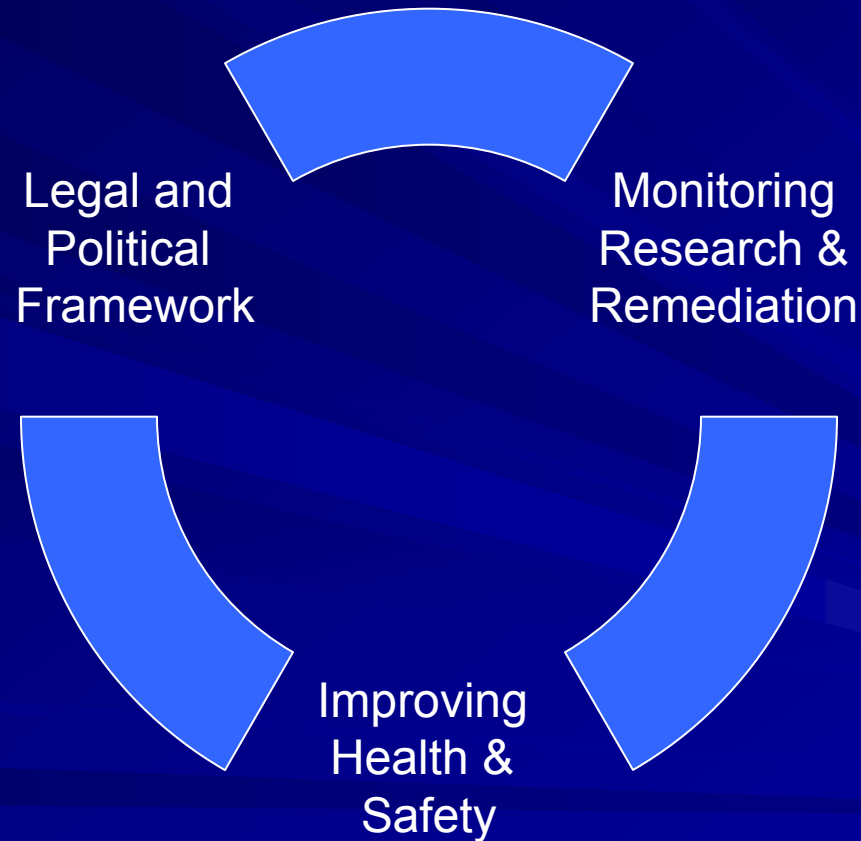 Legal and
Political
Framework
Monitoring
Research &
Remediation
Improving
Health &
Safety